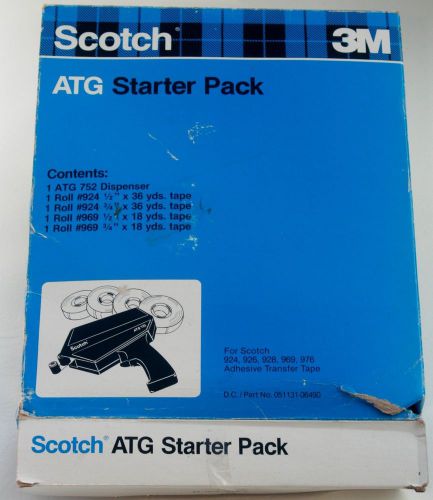 Scotch® 3M
ATG Starter Pack
Contents:
1 ATG 752 Dispenser
1 Roll #924 ½" x 36 yds. tape
1 Roll #924 ¾" x 36 yds. tape
1 Roll #969 ½" x 18 yds. tape
1 Roll #969 ¾" x 18 yds. tape
Scotch
For Scotch
924, 926, 928, 969, 976
Adhesive Transfer Tape
D.C. / Part No. 051131-06490
Scotch® ATG Starter Pack